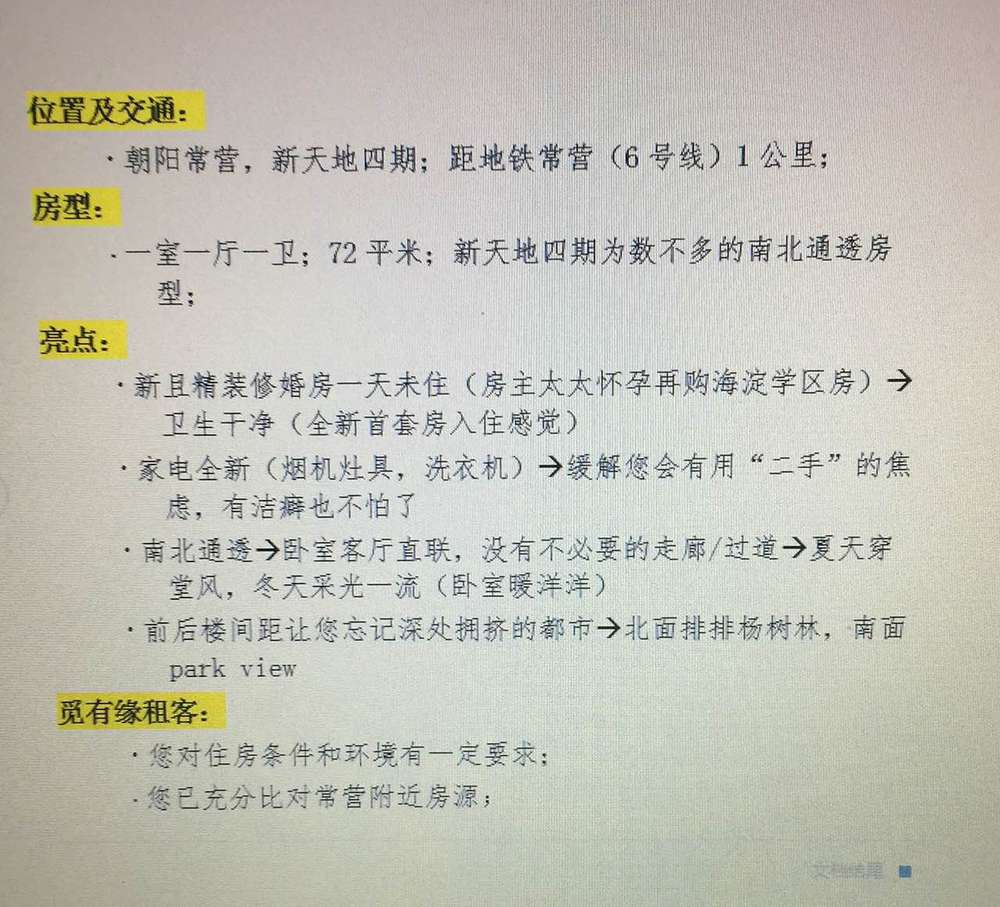 位置及交通：
·朝阳常营，新天地四期；距地铁常营（6 号线）1 公里；
房型：
·一室一厅一卫；72 平米；新天地四期为数不多的南北通透房
型；
亮点：
·新且精装修婚房一天未住（房主太太怀孕再购海淀学区房）→
卫生干净（全新首套房入住感觉）
·家电全新（烟机灶具，洗衣机）→缓解您会有用“二手”的焦
虑，有洁癖也不怕了
·南北通透→卧室客厅直联，没有不必要的走廊/过道→夏天穿
堂风，冬天采光一流（卧室暖洋洋）
·前后楼间距让您忘记深处拥挤的都市→北面排排杨树林，南面
park view
觅有缘租客：
·您对住房条件和环境有一定要求；
·您已充分比对常营附近房源；
文档结尾